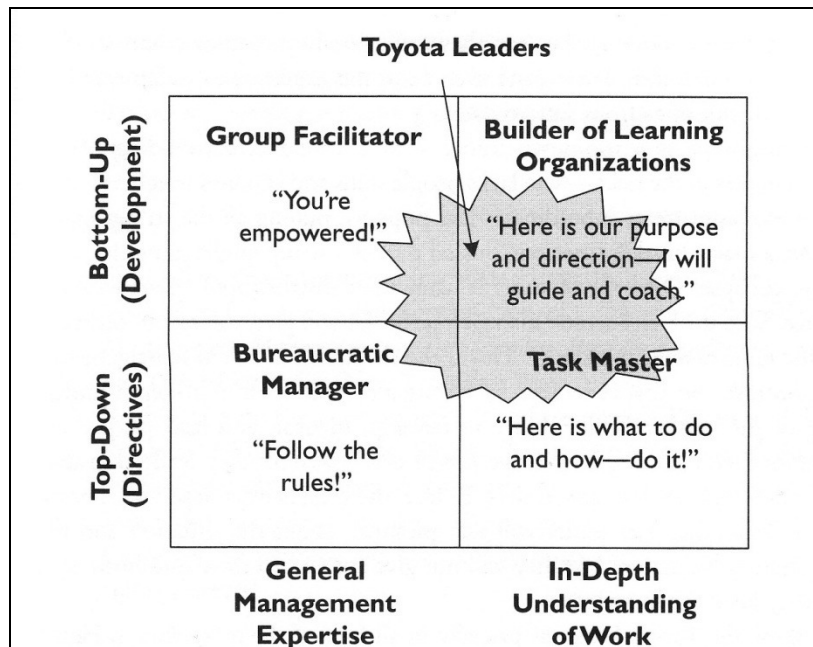 Toyota Leaders
Bottom-Up
(Development)
Group Facilitator
“You’re
empowered!”
Builder of Learning
Organizations
“Here is our purpose
and direction—I will
guide and coach.”
Top-Down
(Directives)
Bureaucratic
Manager
“Follow the
rules!”
Task Master
“Here is what to do
and how—do it!”
General
Management
Expertise
In-Depth
Understanding
of Work